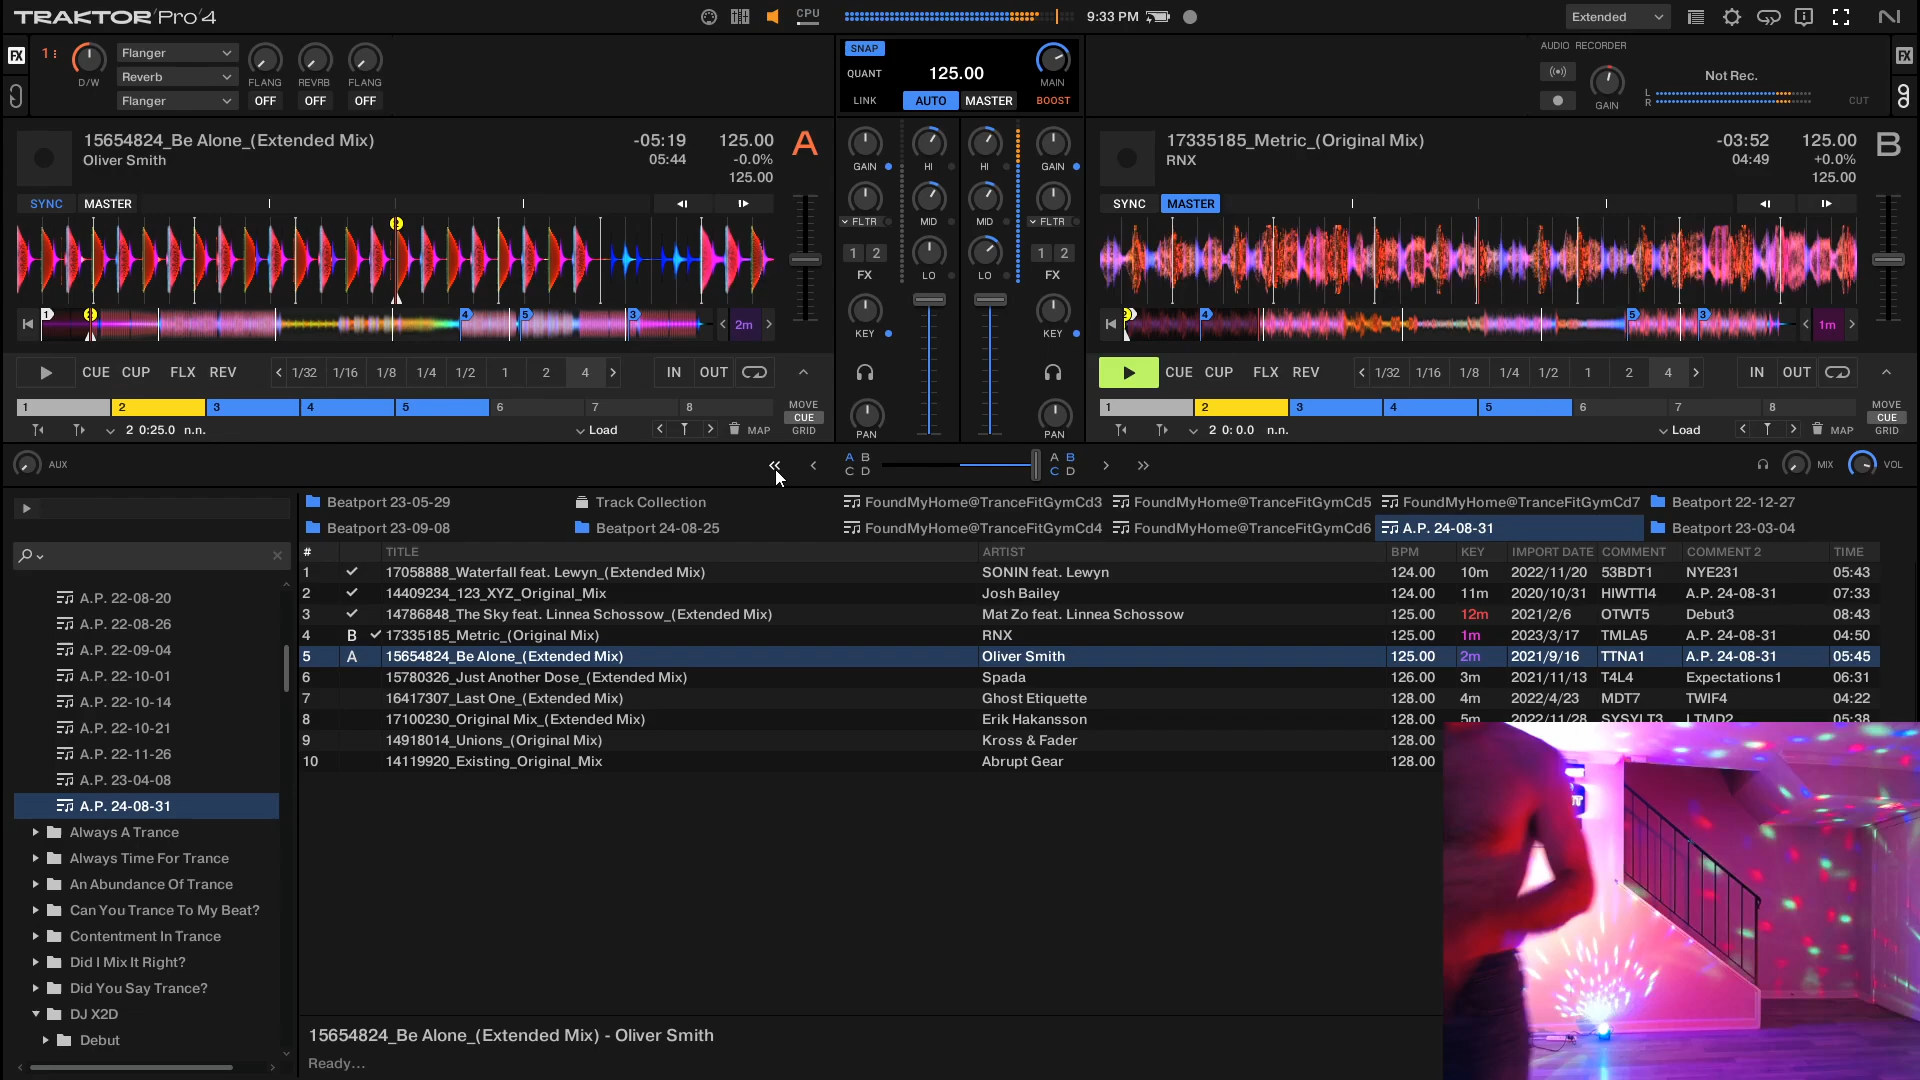 TRAKTOR Pro 4
CPU
9:33 PM
Extended
FX
1
D/W
Flanger
Reverb
Flanger
FLANG REVRB FLANG
OFF OFF OFF
SNAP
QUANT
LINK
125.00
AUTO MASTER
MAIN
BOOST
AUDIO RECORDER
GAIN
Not Rec.
L
R
CUT
FX
15654824_Be Alone_(Extended Mix)
Oliver Smith
-05:19
05:44
125.00
-0.0%
125.00
A
SYNC MASTER
1 2 4 5 3
2m
CUE CUP FLX REV
1/32 1/16 1/8 1/4 1/2 1 2 4
IN OUT
1 2 3 4 5 6 7 8
MOVE
CUE
GRID
2 0:25.0 n.n.
Load
MAP
GAIN HI HI GAIN
FLTR MID MID FLTR
1 2 LO LO 1 2
FX FX
KEY KEY
PAN PAN
17335185_Metric_(Original Mix)
RNX
-03:52
04:49
125.00
+0.0%
125.00
B
SYNC MASTER
4 5 3
1m
CUE CUP FLX REV
1/32 1/16 1/8 1/4 1/2 1 2 4
IN OUT
1 2 3 4 5 6 7 8
MOVE
CUE
GRID
2 0: 0.0 n.n.
Load
MAP
AUX
A B
C D
A B
C D
MIX
VOL
Beatport 23-05-29 Track Collection FoundMyHome@TranceFitGymCd3 FoundMyHome@TranceFitGymCd5 FoundMyHome@TranceFitGymCd7 Beatport 22-12-27
Beatport 23-09-08 Beatport 24-08-25 FoundMyHome@TranceFitGymCd4 FoundMyHome@TranceFitGymCd6 A.P. 24-08-31 Beatport 23-03-04
# TITLE ARTIST BPM KEY IMPORT DATE COMMENT COMMENT 2 TIME
1 17058888_Waterfall feat. Lewyn_(Extended Mix) SONIN feat. Lewyn 124.00 10m 2022/11/20 53BDT1 NYE231 05:43
2 14409234_123_XYZ_Original_Mix Josh Bailey 124.00 11m 2020/10/31 HIWTTI4 A.P. 24-08-31 07:33
3 14786848_The Sky feat. Linnea Schossow_(Extended Mix) Mat Zo feat. Linnea Schossow 125.00 12m 2021/2/6 OTWT5 Debut3 08:43
4 B 17335185_Metric_(Original Mix) RNX 125.00 1m 2023/3/17 TMLA5 A.P. 24-08-31 04:50
5 A 15654824_Be Alone_(Extended Mix) Oliver Smith 125.00 2m 2021/9/16 TTNA1 A.P. 24-08-31 05:45
6 15780326_Just Another Dose_(Extended Mix) Spada 126.00 3m 2021/11/13 T4L4 Expectations1 06:31
7 16417307_Last One_(Extended Mix) Ghost Etiquette 128.00 4m 2022/4/23 MDT7 TWIF4 04:22
8 17100230_Original Mix_(Extended Mix) Erik Hakansson 128.00 5m 2022/11/28 SYSYLT3 LTMD2 05:38
9 14918014_Unions_(Original Mix) Kross & Fader 128.00
10 14119920_Existing_Original_Mix Abrupt Gear 128.00
A.P. 22-08-20
A.P. 22-08-26
A.P. 22-09-04
A.P. 22-10-01
A.P. 22-10-14
A.P. 22-10-21
A.P. 22-11-26
A.P. 23-04-08
A.P. 24-08-31
Always A Trance
Always Time For Trance
An Abundance Of Trance
Can You Trance To My Beat?
Contentment In Trance
Did I Mix It Right?
Did You Say Trance?
DJ X2D
Debut
15654824_Be Alone_(Extended Mix) - Oliver Smith
Ready...